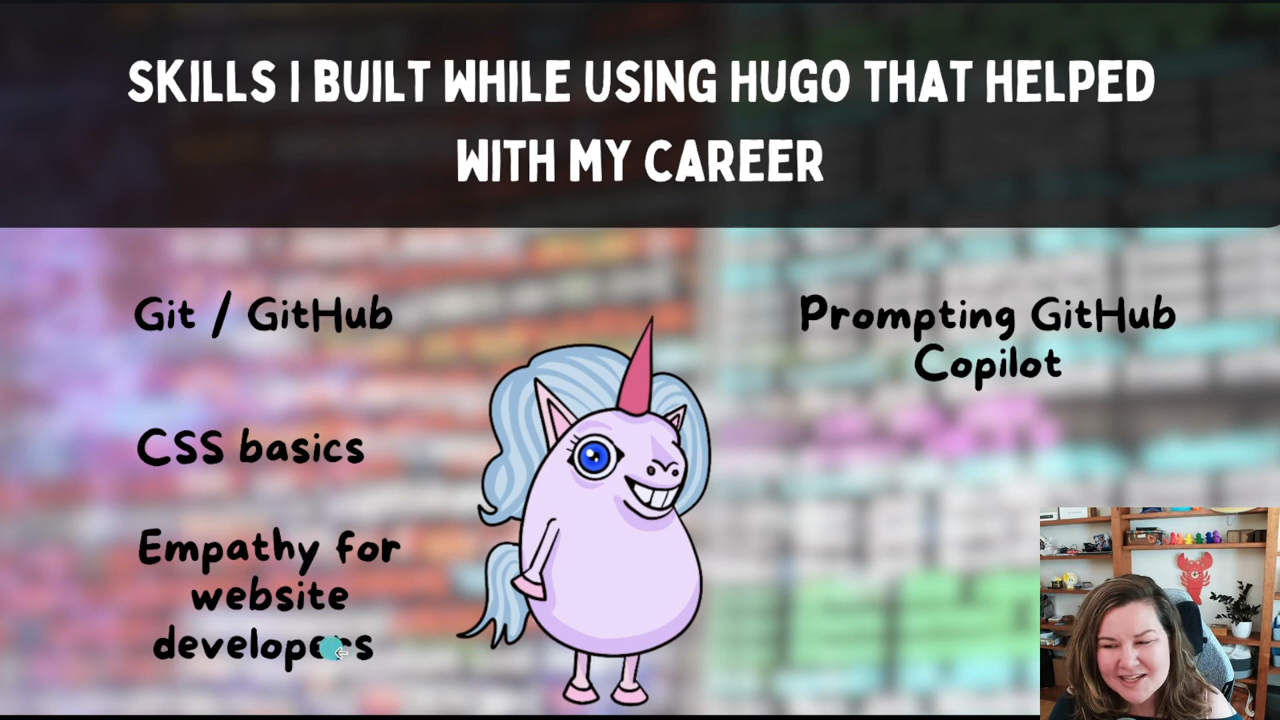 SKILLS I BUILT WHILE USING HUGO THAT HELPED
WITH MY CAREER
Git / GitHub
CSS basics
Empathy for
website
developers
Prompting GitHub
Copilot